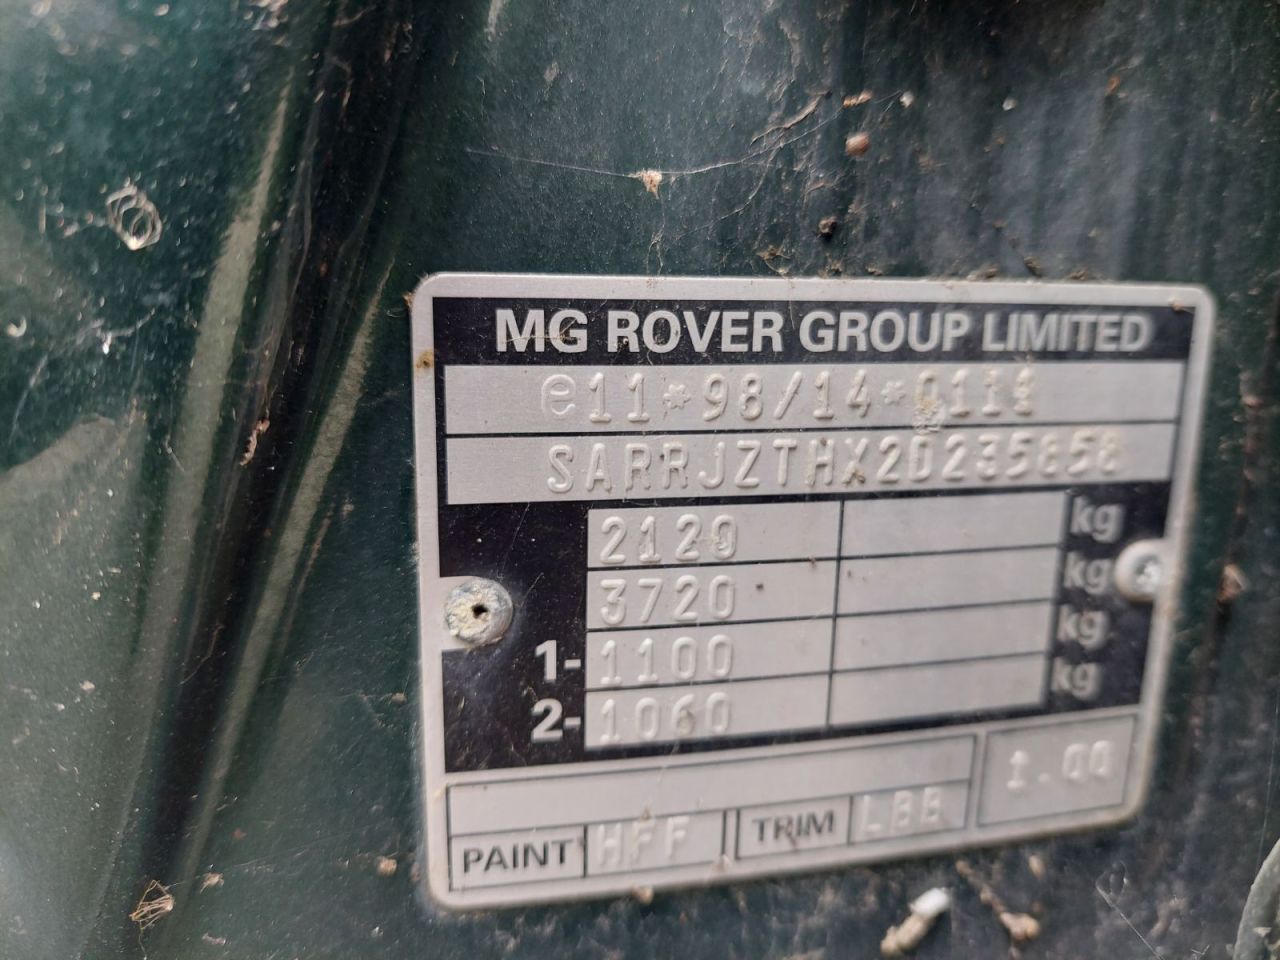 MG ROVER GROUP LIMITED
e11*98/14*0111
SARRJZTHX2D235858
2120 kg
3720 kg
1- 1100 kg
2- 1060 kg
1.00
PAINT HFF TRIM LBB